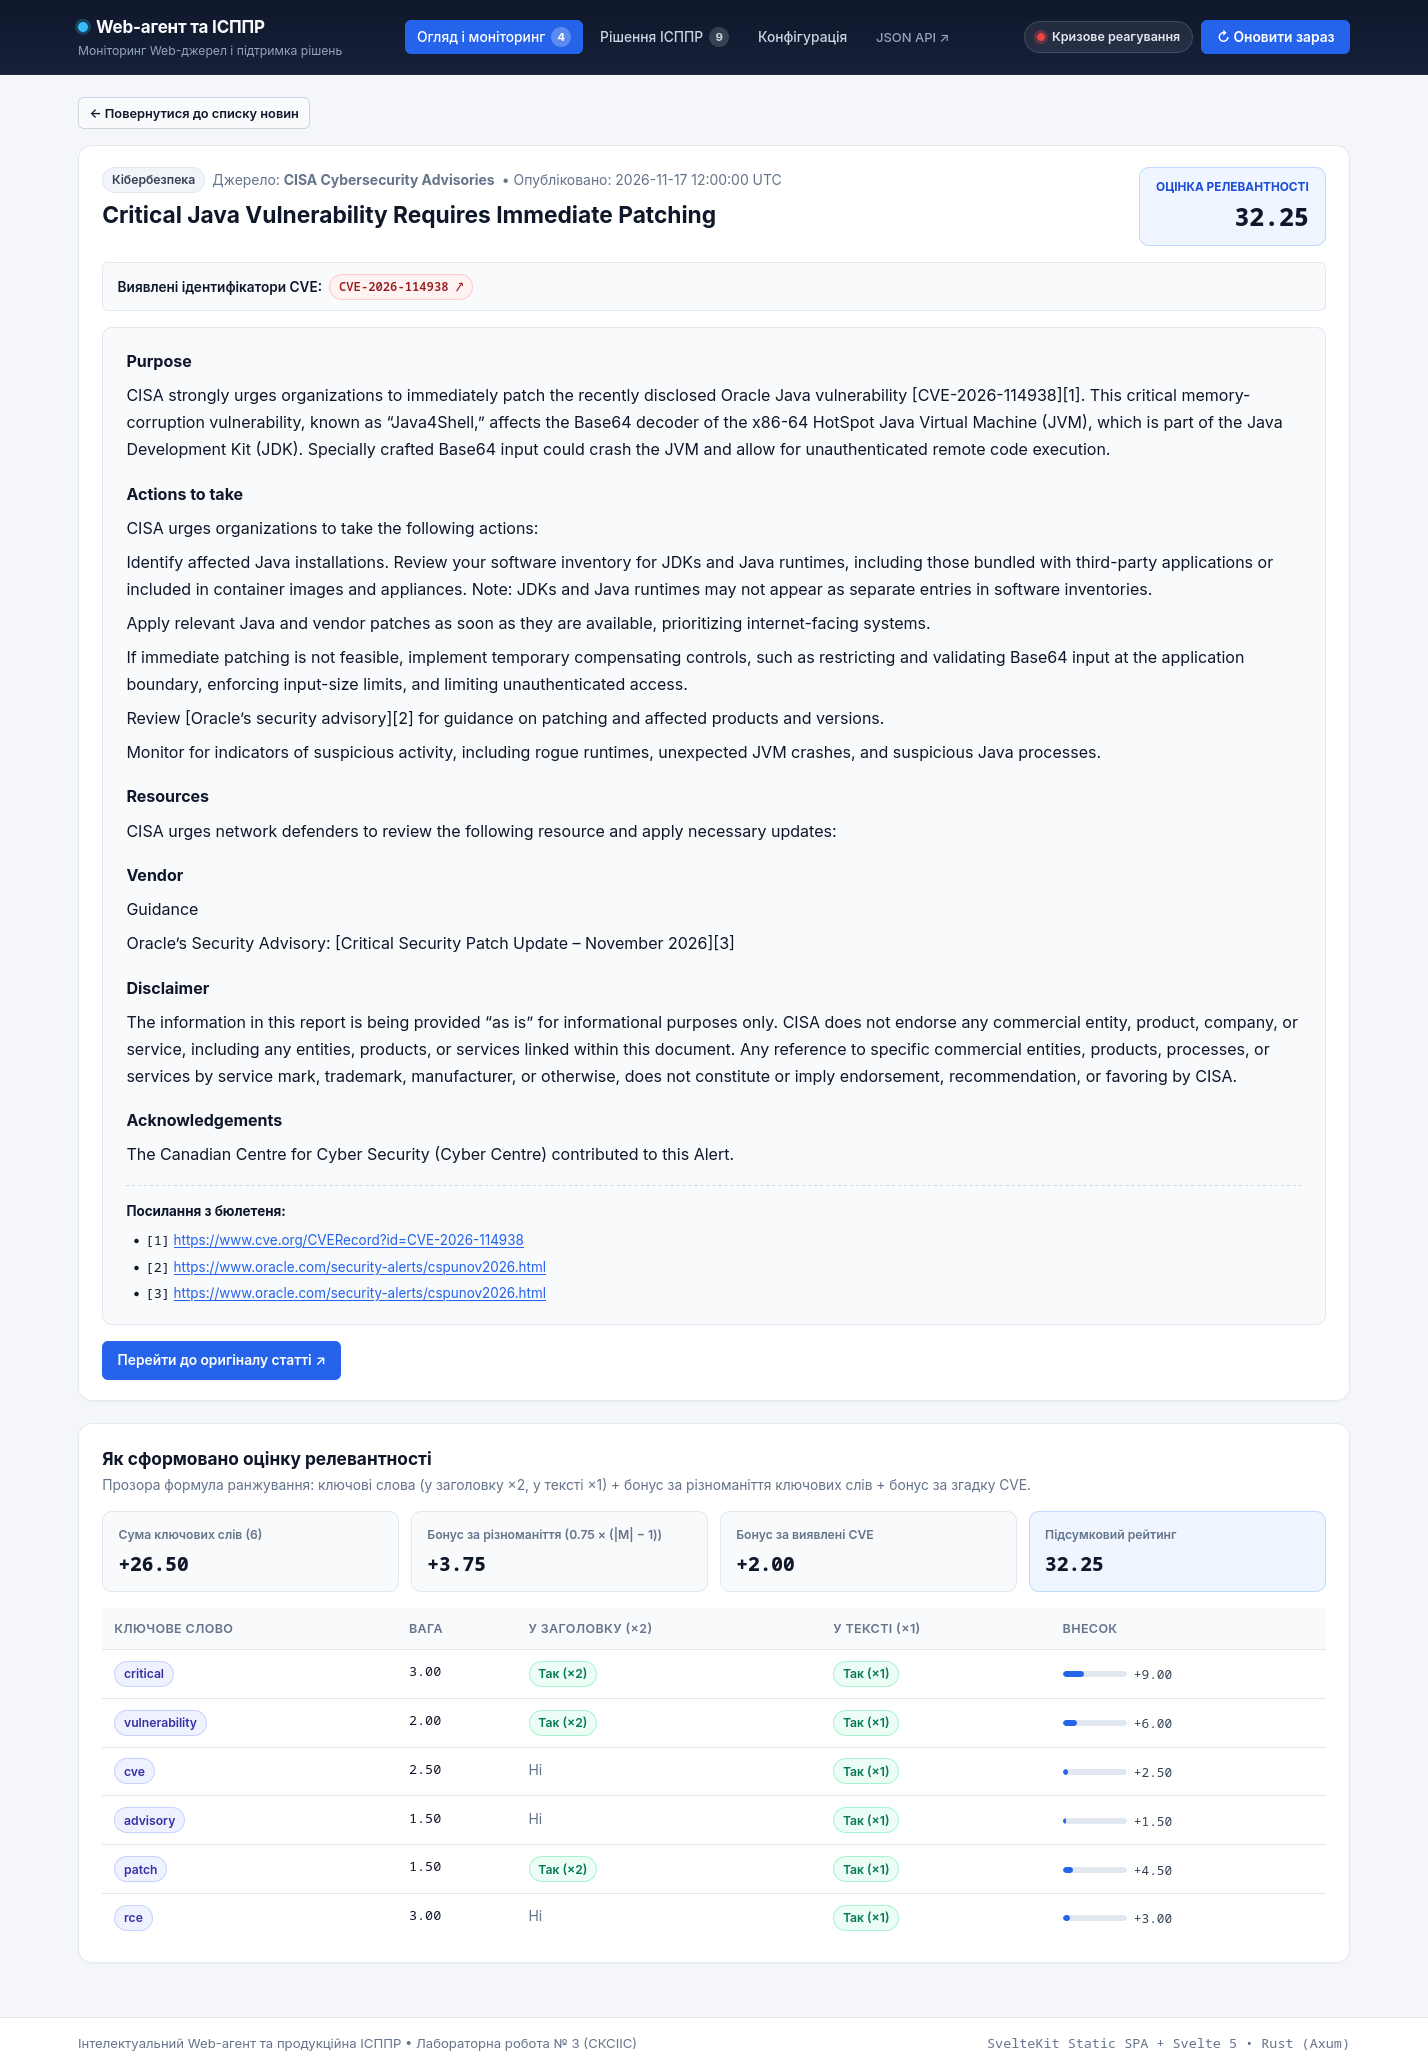 Web-агент та ІСППР
Моніторинг Web-джерел і підтримка рішень
Огляд і моніторинг 4
Рішення ІСППР 9
Конфігурація
JSON API ↗
Кризове реагування
↻ Оновити зараз
← Повернутися до списку новин
Кібербезпека Джерело: CISA Cybersecurity Advisories • Опубліковано: 2026-11-17 12:00:00 UTC
Critical Java Vulnerability Requires Immediate Patching
ОЦІНКА РЕЛЕВАНТНОСТІ
32.25
Виявлені ідентифікатори CVE: CVE-2026-114938 ↗
Purpose
CISA strongly urges organizations to immediately patch the recently disclosed Oracle Java vulnerability [CVE-2026-114938][1]. This critical memory-
corruption vulnerability, known as “Java4Shell,” affects the Base64 decoder of the x86-64 HotSpot Java Virtual Machine (JVM), which is part of the Java
Development Kit (JDK). Specially crafted Base64 input could crash the JVM and allow for unauthenticated remote code execution.
Actions to take
CISA urges organizations to take the following actions:
Identify affected Java installations. Review your software inventory for JDKs and Java runtimes, including those bundled with third-party applications or
included in container images and appliances. Note: JDKs and Java runtimes may not appear as separate entries in software inventories.
Apply relevant Java and vendor patches as soon as they are available, prioritizing internet-facing systems.
If immediate patching is not feasible, implement temporary compensating controls, such as restricting and validating Base64 input at the application
boundary, enforcing input-size limits, and limiting unauthenticated access.
Review [Oracle’s security advisory][2] for guidance on patching and affected products and versions.
Monitor for indicators of suspicious activity, including rogue runtimes, unexpected JVM crashes, and suspicious Java processes.
Resources
CISA urges network defenders to review the following resource and apply necessary updates:
Vendor
Guidance
Oracle’s Security Advisory: [Critical Security Patch Update – November 2026][3]
Disclaimer
The information in this report is being provided “as is” for informational purposes only. CISA does not endorse any commercial entity, product, company, or
service, including any entities, products, or services linked within this document. Any reference to specific commercial entities, products, processes, or
services by service mark, trademark, manufacturer, or otherwise, does not constitute or imply endorsement, recommendation, or favoring by CISA.
Acknowledgements
The Canadian Centre for Cyber Security (Cyber Centre) contributed to this Alert.
Посилання з бюлетеня:
• [1] https://www.cve.org/CVERecord?id=CVE-2026-114938
• [2] https://www.oracle.com/security-alerts/cspunov2026.html
• [3] https://www.oracle.com/security-alerts/cspunov2026.html
Перейти до оригіналу статті ↗
Як сформовано оцінку релевантності
Прозора формула ранжування: ключові слова (у заголовку ×2, у тексті ×1) + бонус за різноманіття ключових слів + бонус за згадку CVE.
Сума ключових слів (6)
+26.50
Бонус за різноманіття (0.75 × (|M| − 1))
+3.75
Бонус за виявлені CVE
+2.00
Підсумковий рейтинг
32.25
КЛЮЧОВЕ СЛОВО ВАГА У ЗАГОЛОВКУ (×2) У ТЕКСТІ (×1) ВНЕСОК
critical 3.00 Так (×2) Так (×1) +9.00
vulnerability 2.00 Так (×2) Так (×1) +6.00
cve 2.50 Ні Так (×1) +2.50
advisory 1.50 Ні Так (×1) +1.50
patch 1.50 Так (×2) Так (×1) +4.50
rce 3.00 Ні Так (×1) +3.00
Інтелектуальний Web-агент та продукційна ІСППР • Лабораторна робота № 3 (СКСІІС)
SvelteKit Static SPA + Svelte 5 • Rust (Axum)